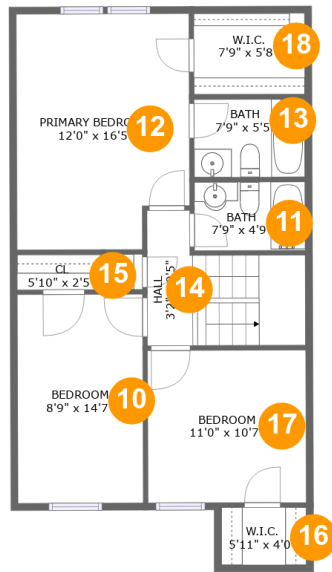 W.I.C.
7'9" x 5'8
18
PRIMARY BEDRO
12'0" x 16'5
12
BATH
7'9" x 5'5
13
BATH
7'9" x 4'9
11
CL
5'10" x 2'5
15
HALL
14
BEDROOM
8'9" x 14'7
10
BEDROOM
11'0" x 10'7
17
W.I.C.
5'11" x 4'0
16